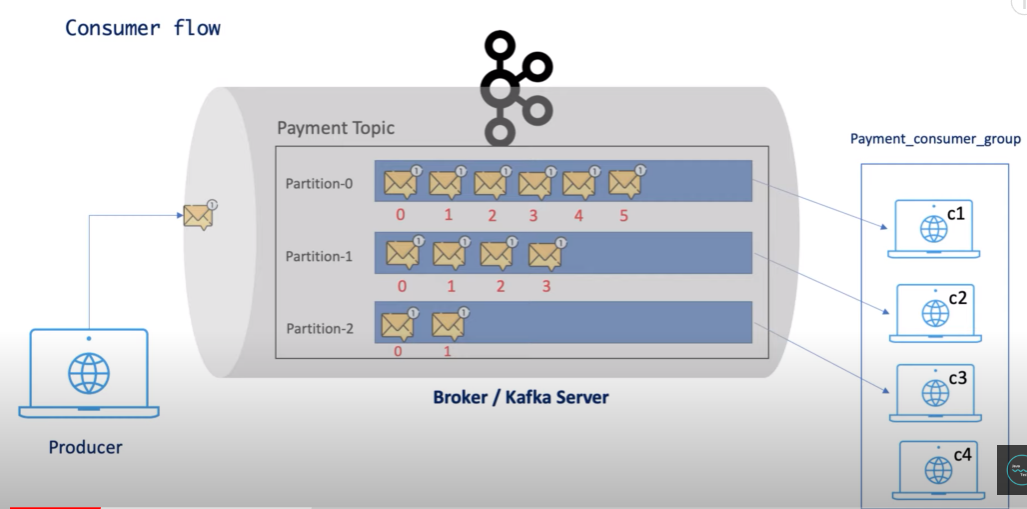 Consumer flow
Payment Topic
Payment_consumer_group
Partition-0
0 1 2 3 4 5
c1
Partition-1
0 1 2 3
c2
Partition-2
0 1
c3
Broker / Kafka Server
Producer
c4